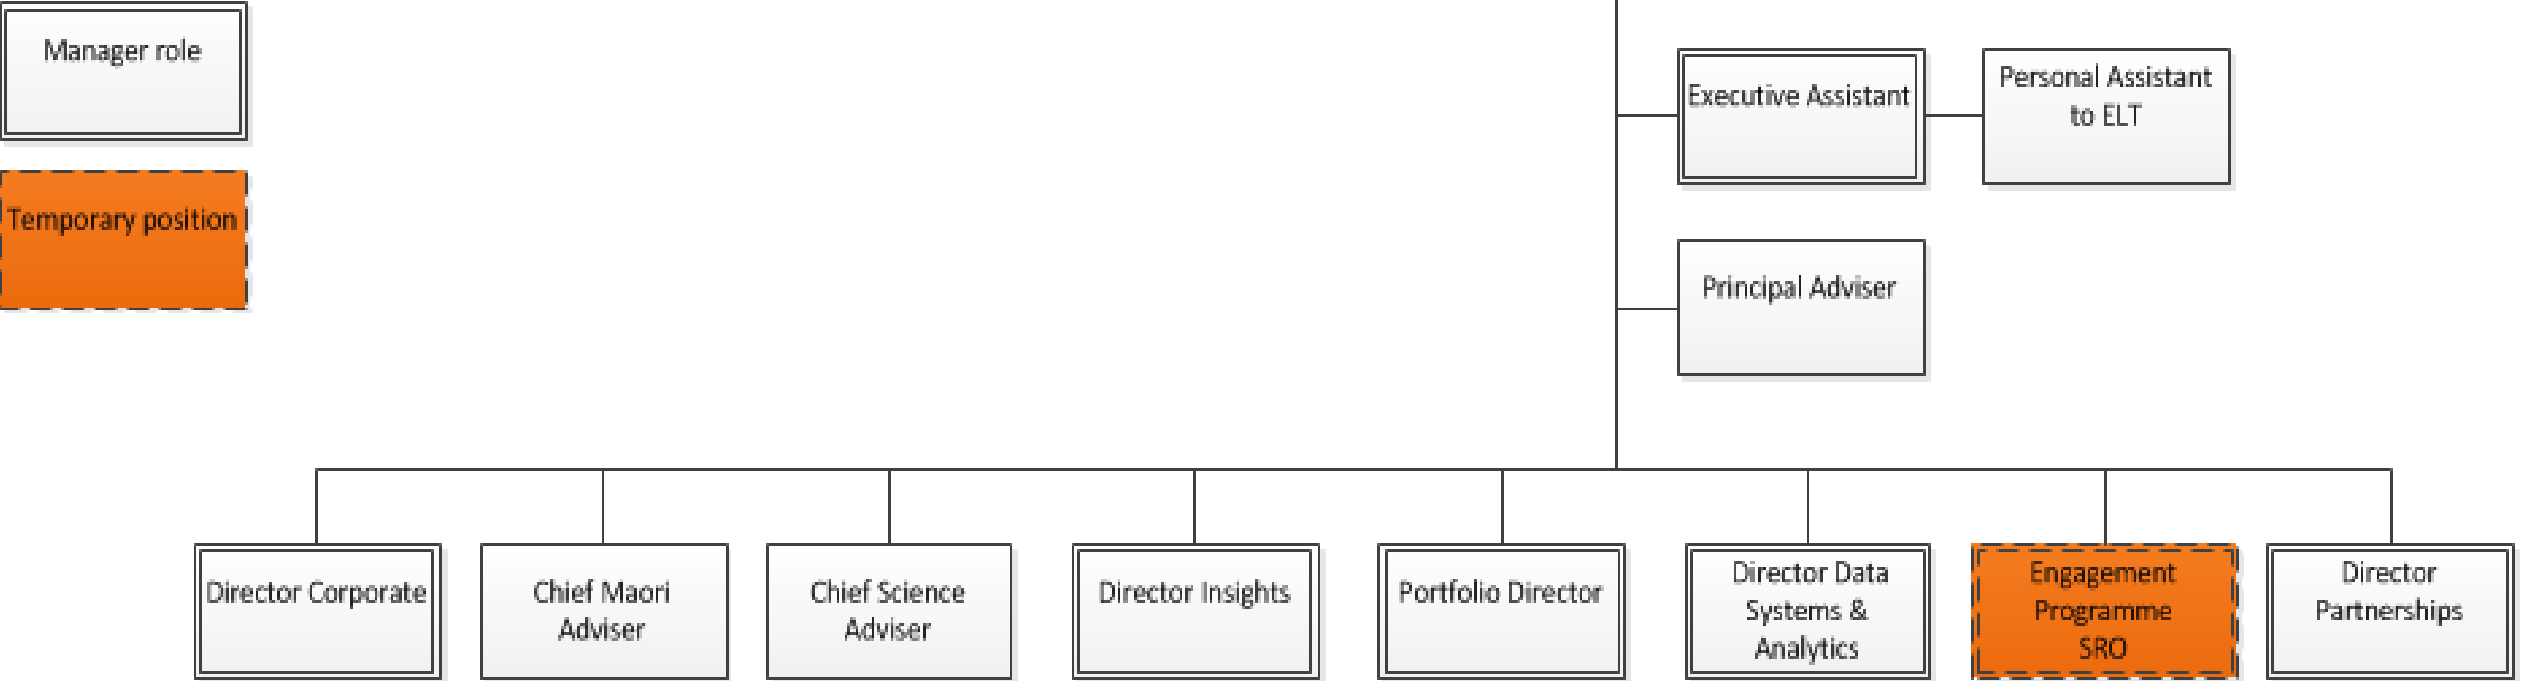 Manager role
Temporary position
Executive Assistant
Personal Assistant
to ELT
Principal Adviser
Director Corporate
Chief Maori
Adviser
Chief Science
Adviser
Director Insights
Portfolio Director
Director Data
Systems &
Analytics
Engagement
Programme
SRO
Director
Partnerships